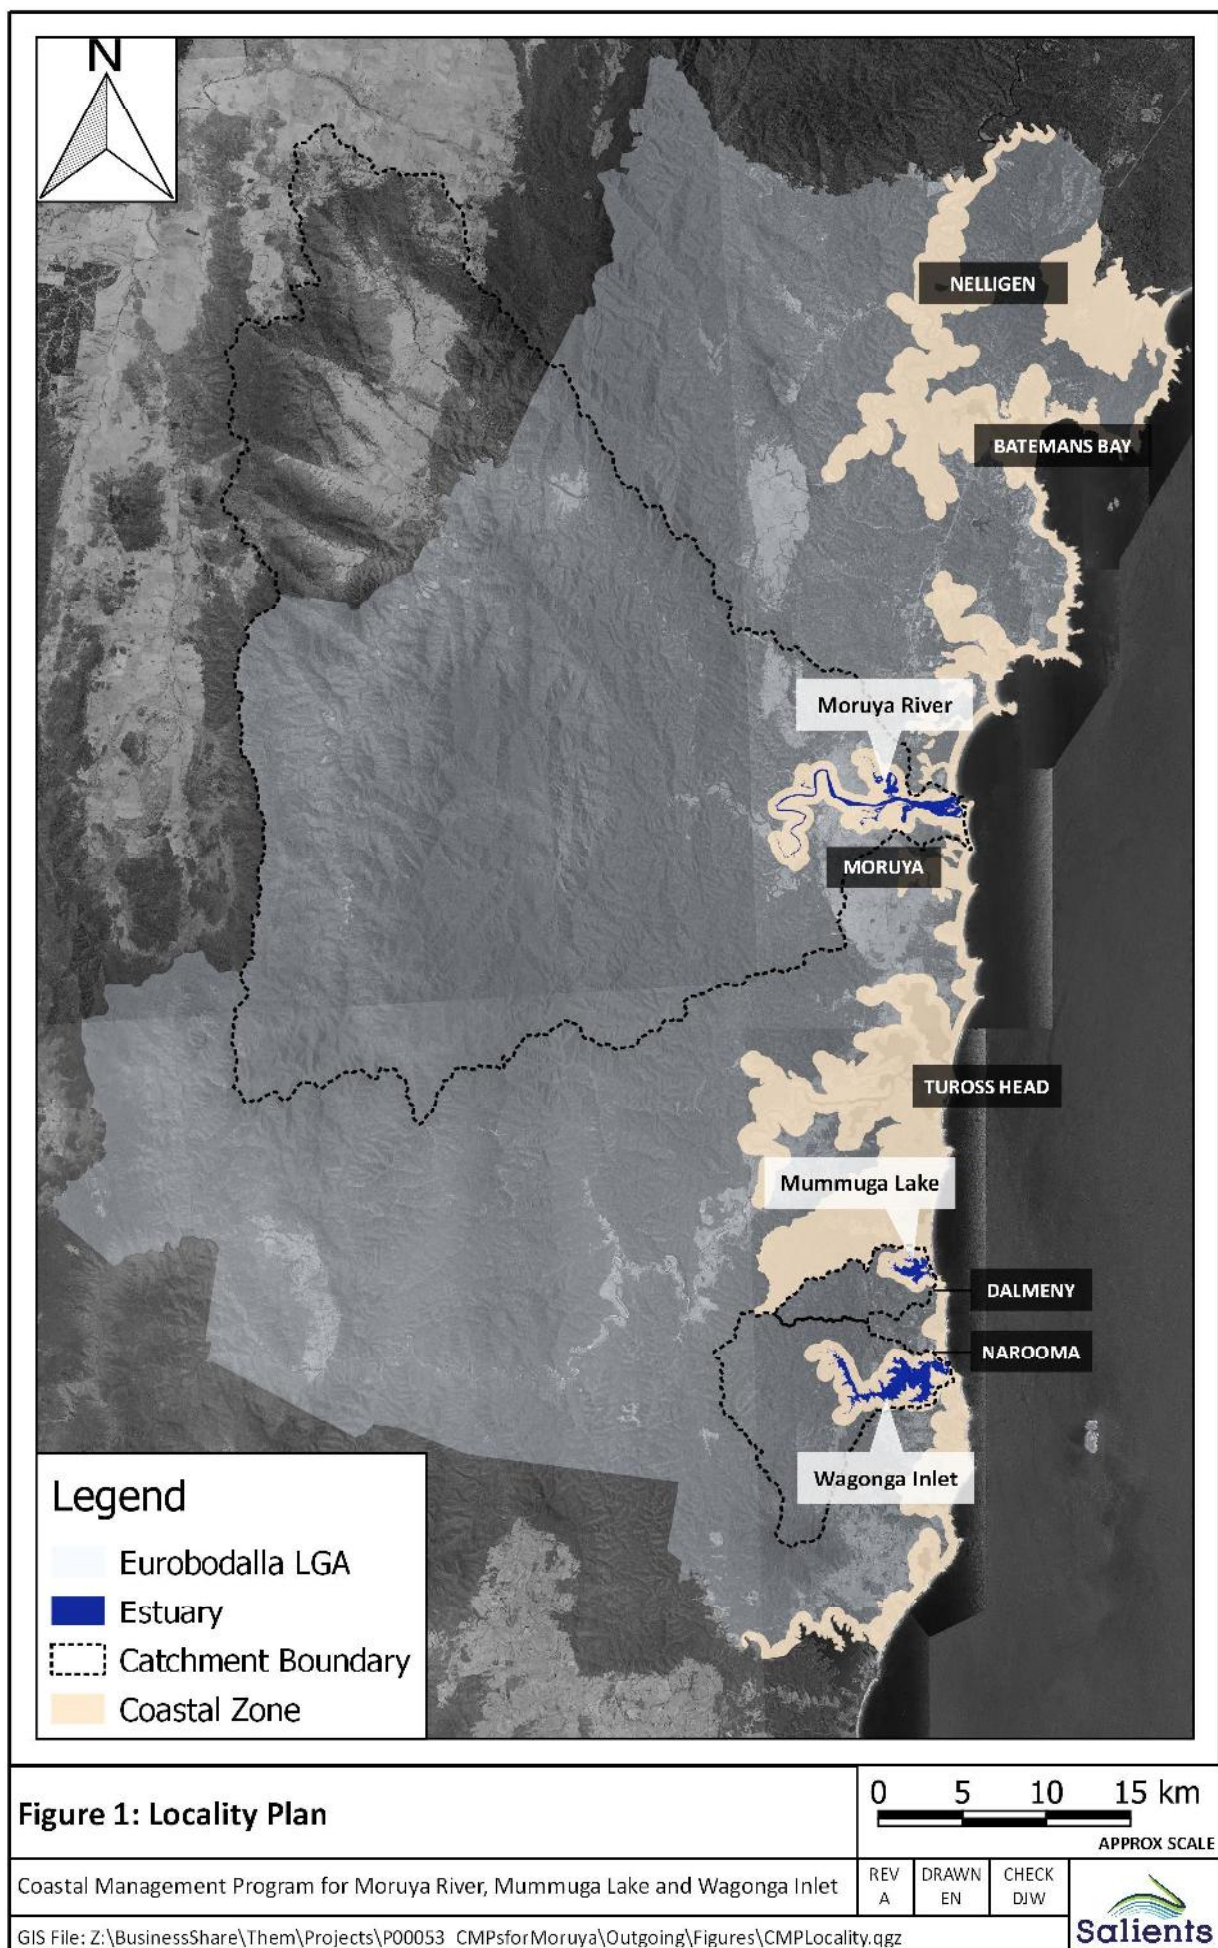 N
NELLIGEN
BATEMANS BAY
Moruya River
MORUYA
TUROSS HEAD
Mummuga Lake
DALMENY
NAROOMA
Wagonga Inlet
Legend
Eurobodalla LGA
Estuary
Catchment Boundary
Coastal Zone
Figure 1: Locality Plan
0 5 10 15 km
APPROX SCALE
Coastal Management Program for Moruya River, Mummuga Lake and Wagonga Inlet
REV
A
DRAWN
EN
CHECK
DJW
Salients
GIS File: Z:\BusinessShare\Them\Projects\P00053_CMPsforMoruya\Outgoing\Figures\CMPLocality.qgz